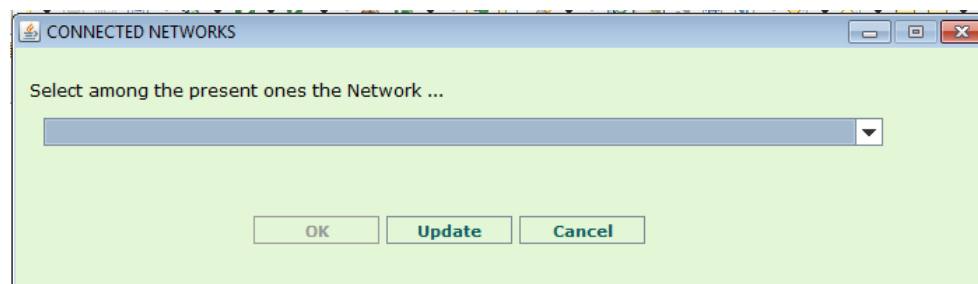 CONNECTED NETWORKS
Select among the present ones the Network ...
OK Update Cancel